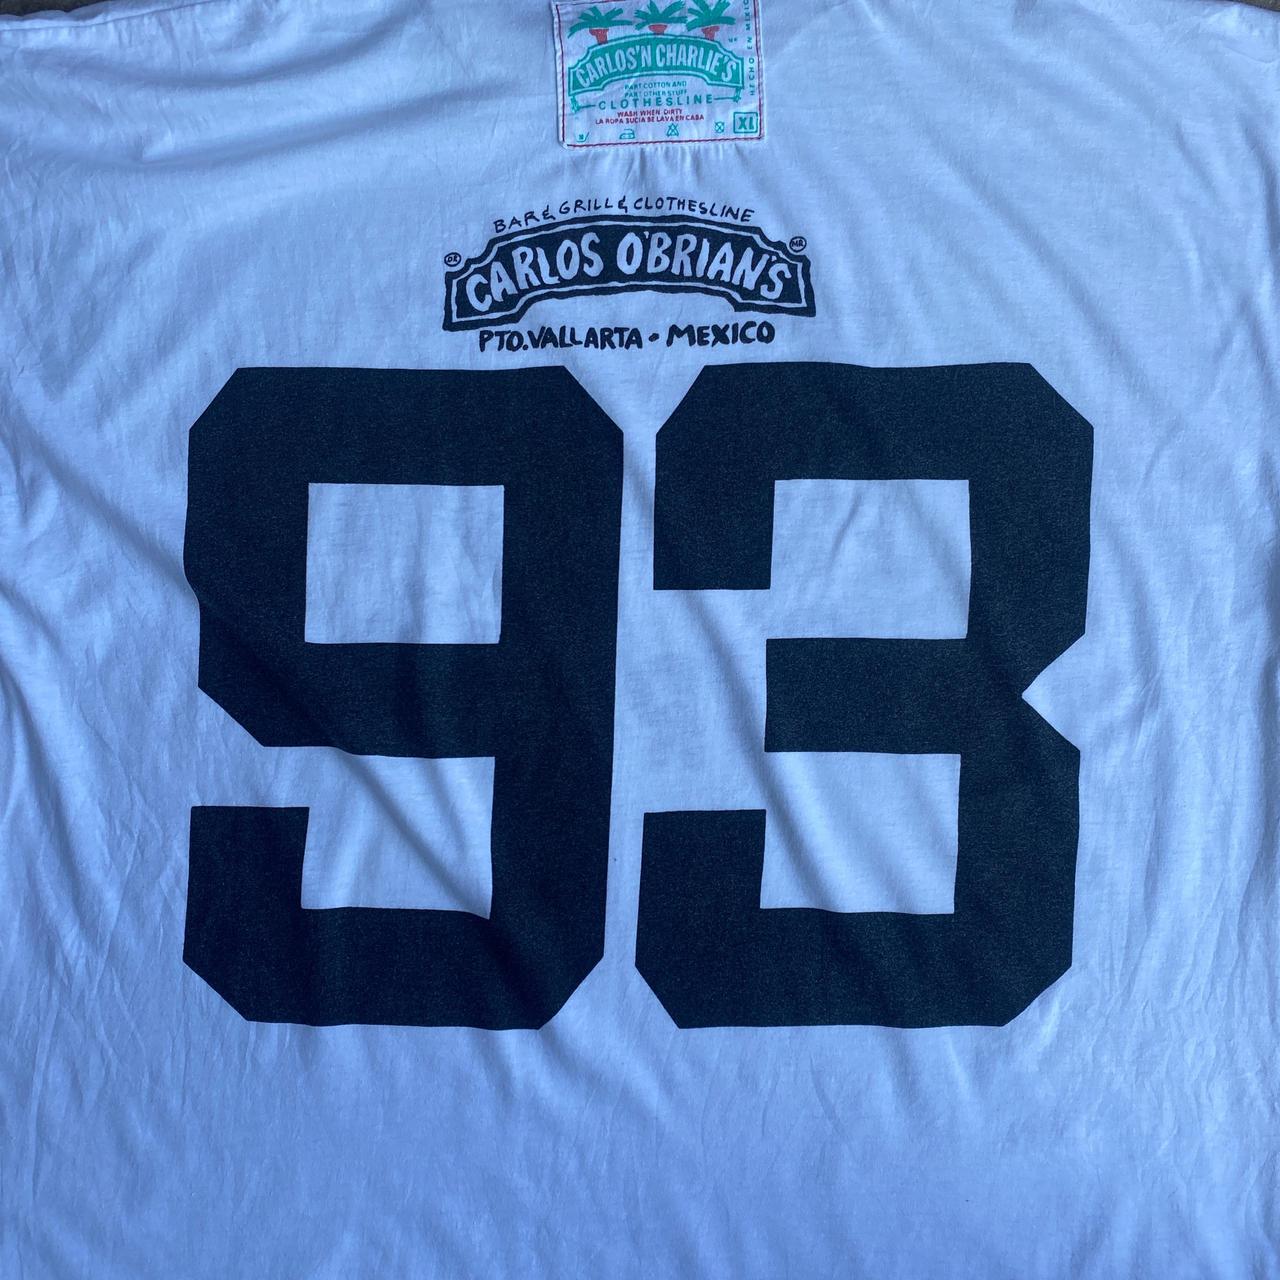 CARLOS'N CHARLIE'S
HECHO EN MEXICO
PART COTTON AND
PART OTHER STUFF
CLOTHESLINE
WASH WHEN DIRTY
LA ROPA SUCIA SE LAVA EN CASA
XL
BAR & GRILL & CLOTHESLINE
CARLOS O'BRIAN'S
MR
PTO. VALLARTA • MEXICO
93